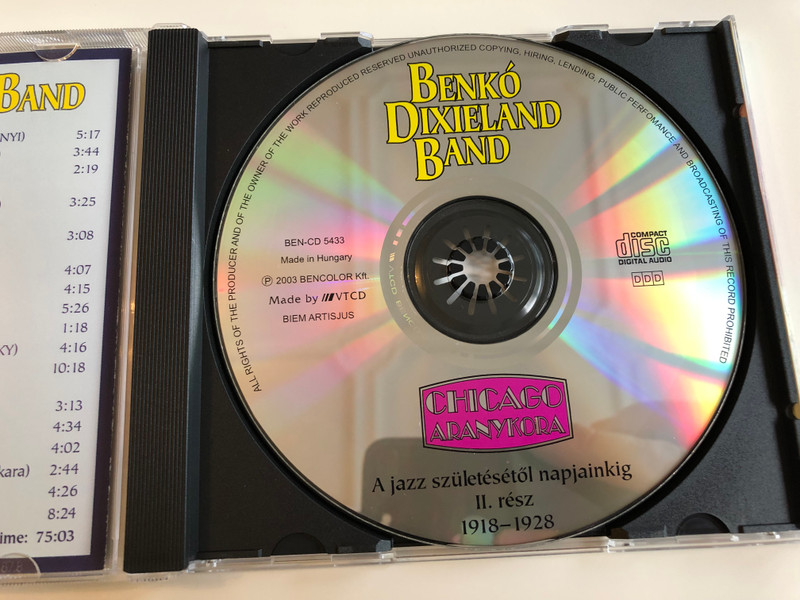 BAND
NYI) 5:17
3:44
2:19
3:25
3:08
4:07
4:15
5:26
1:18
KY) 4:16
10:18
3:13
4:34
4:02
kara) 2:44
4:26
8:24
ime: 75:03
ALL RIGHTS OF THE PRODUCER AND OF THE OWNER OF THE WORK REPRODUCED RESERVED UNAUTHORIZED COPYING, HIRING, LENDING, PUBLIC PERFOMANCE AND BROADCASTING OF THIS RECORD PROHIBITED
BENKÓ
DIXIELAND
BAND
BEN-CD 5433
Made in Hungary
℗ 2003 BENCOLOR Kft.
Made by VTCD
BIEM ARTISJUS
COMPACT
disc
DIGITAL AUDIO
DDD
CHICAGO
ARANYKORA
A jazz születésétől napjainkig
II. rész
1918–1928